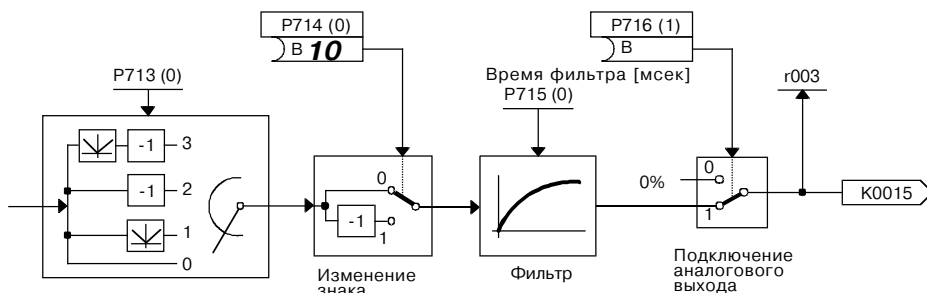 P714 (0)
B 10
P716 (1)
B
P713 (0)
Время фильтра [мсек]
P715 (0)
r003
-1
3
-1
2
1
0
0
-1
1
0%
0
1
K0015
Изменение
знака
Фильтр
Подключение
аналогового
выхода